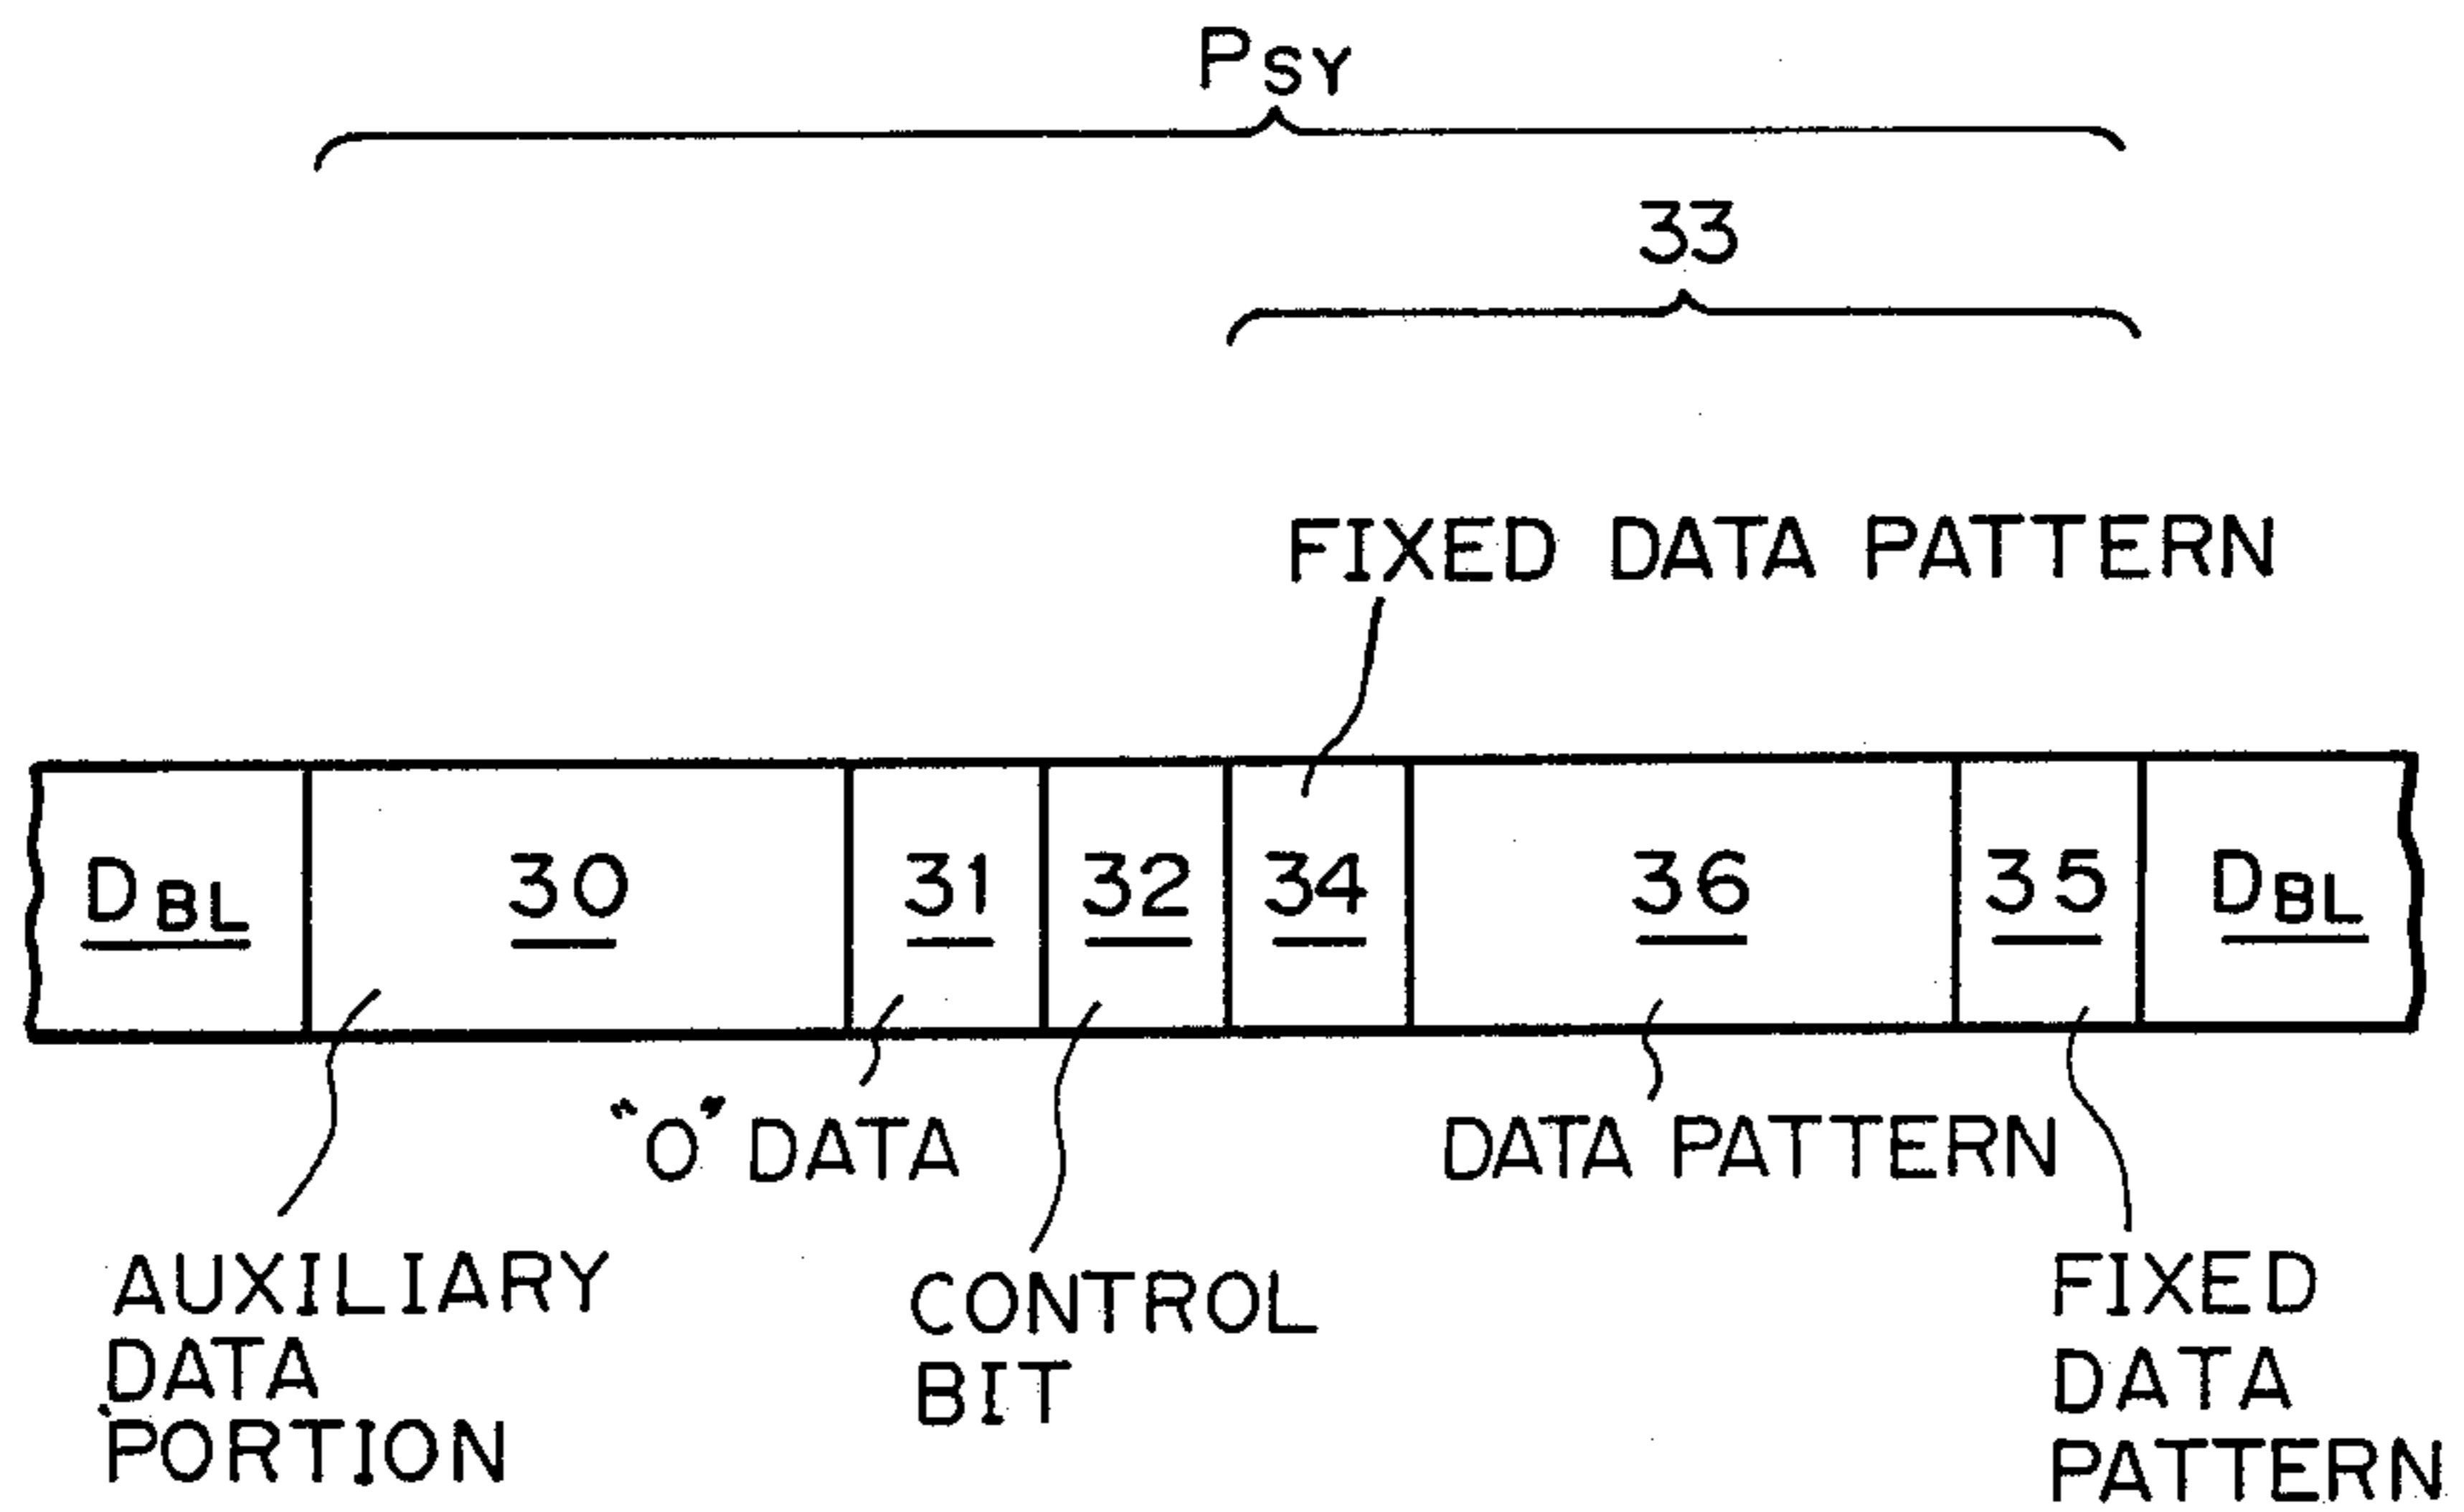 PSY
33
FIXED DATA PATTERN
DBL 30 31 32 34 36 35 DBL
"0" DATA
DATA PATTERN
AUXILIARY
DATA
PORTION
CONTROL
BIT
FIXED
DATA
PATTERN